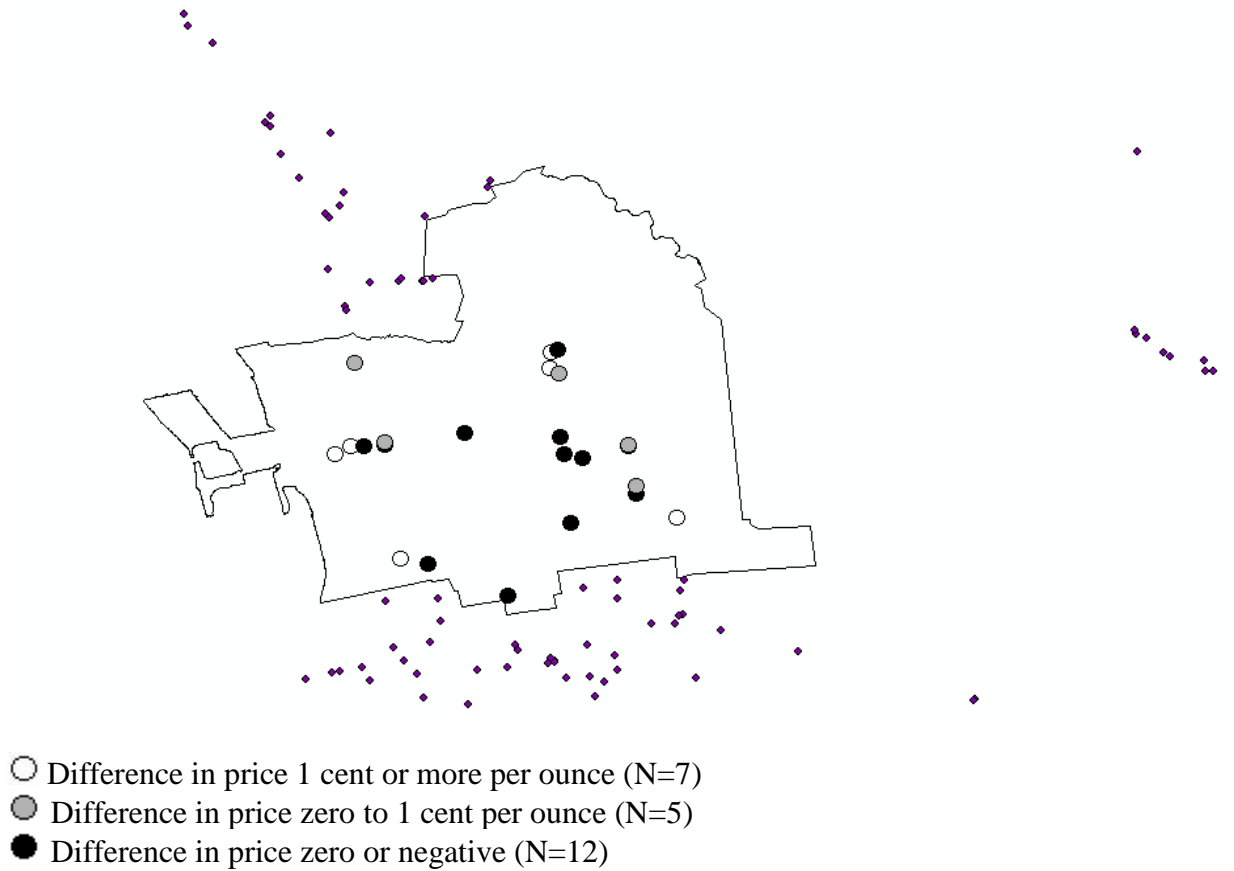 Difference in price 1 cent or more per ounce (N=7)
Difference in price zero to 1 cent per ounce (N=5)
Difference in price zero or negative (N=12)